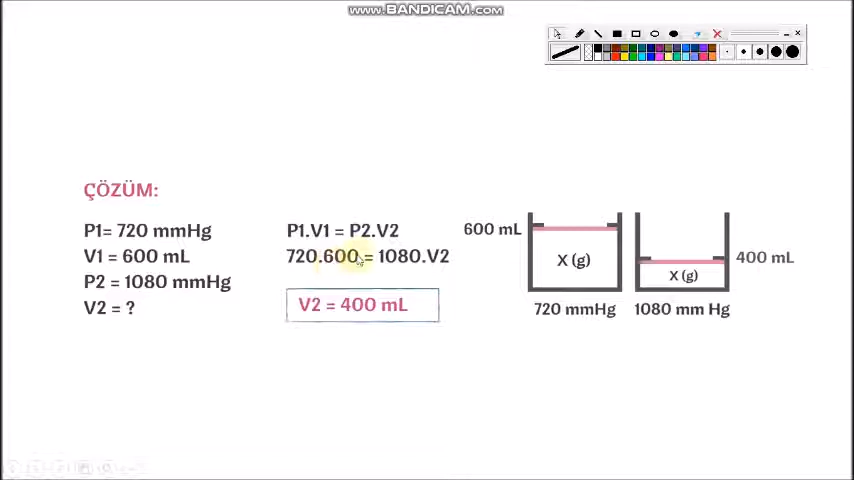 www.BANDICAM.com
ÇÖZÜM:
P1= 720 mmHg
V1 = 600 mL
P2 = 1080 mmHg
V2 = ?
P1.V1 = P2.V2
720.600 = 1080.V2
V2 = 400 mL
600 mL
X (g)
720 mmHg
X (g)
400 mL
1080 mm Hg